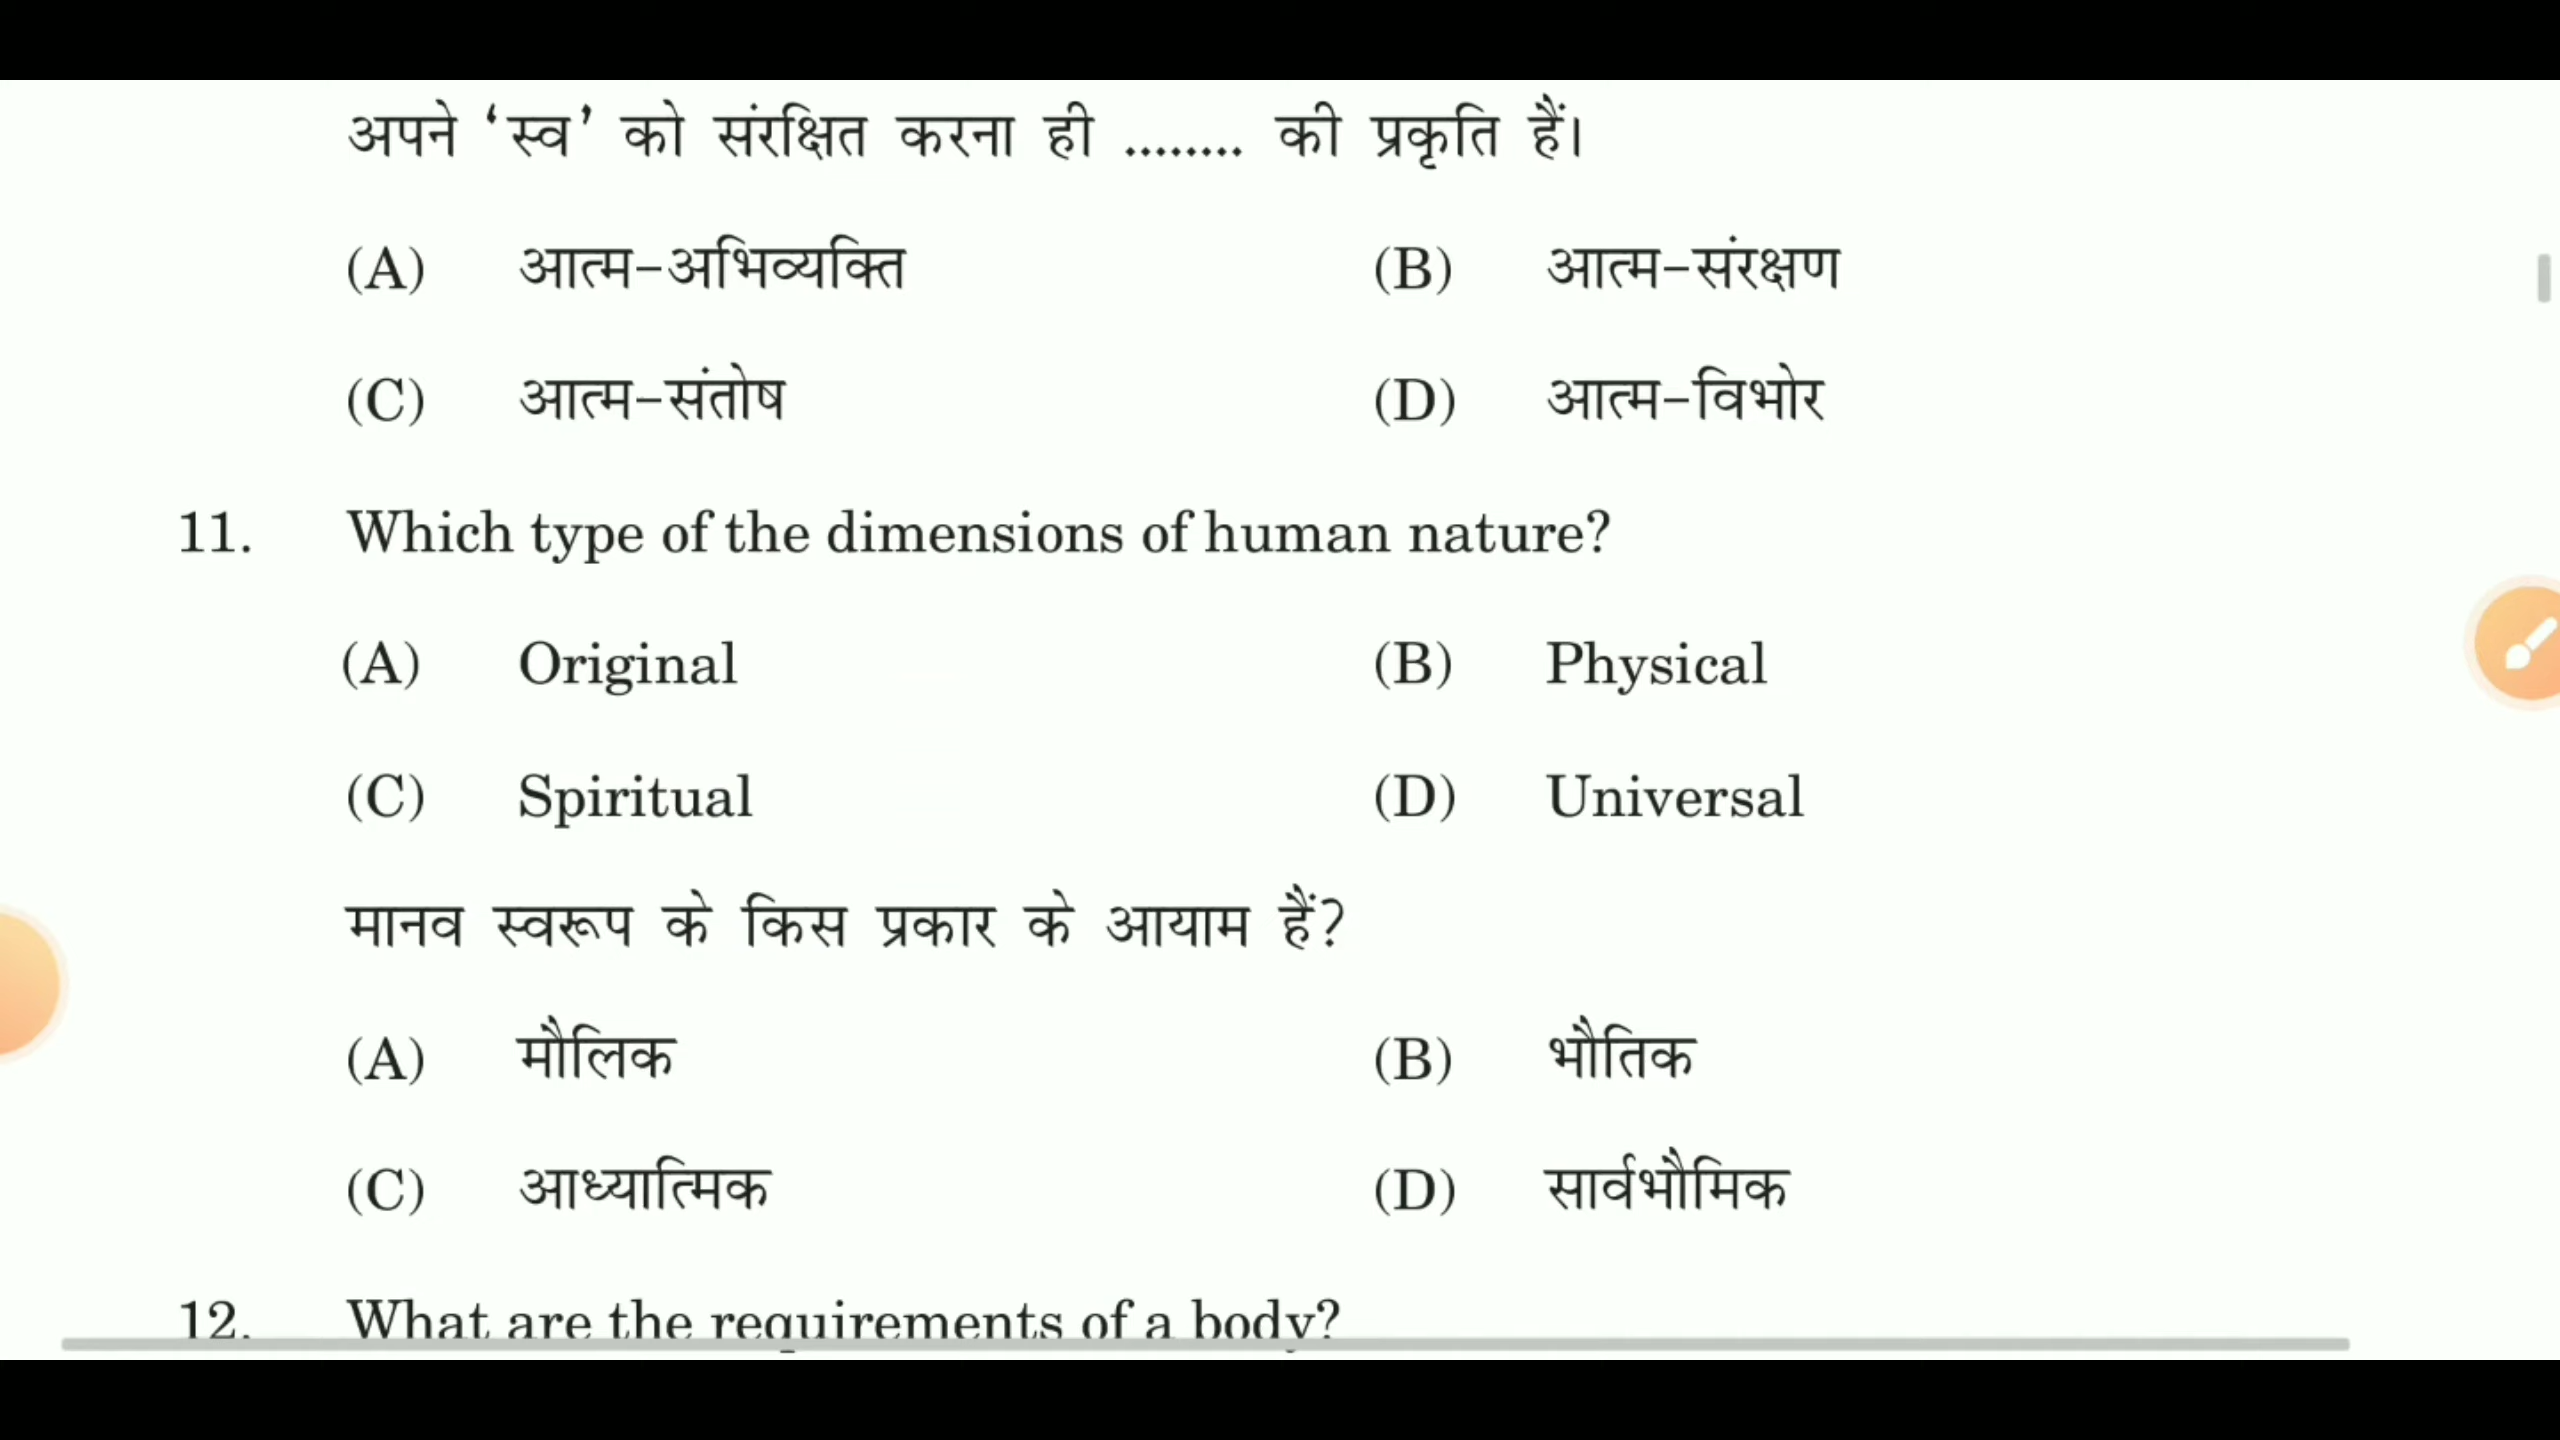 अपने ‘स्व’ को संरक्षित करना ही ........ की प्रकृति हैं।
(A) आत्म-अभिव्यक्ति (B) आत्म-संरक्षण
(C) आत्म-संतोष (D) आत्म-विभोर
11. Which type of the dimensions of human nature?
(A) Original (B) Physical
(C) Spiritual (D) Universal
मानव स्वरूप के किस प्रकार के आयाम हैं?
(A) मौलिक (B) भौतिक
(C) आध्यात्मिक (D) सार्वभौमिक
12. What are the requirements of a body?